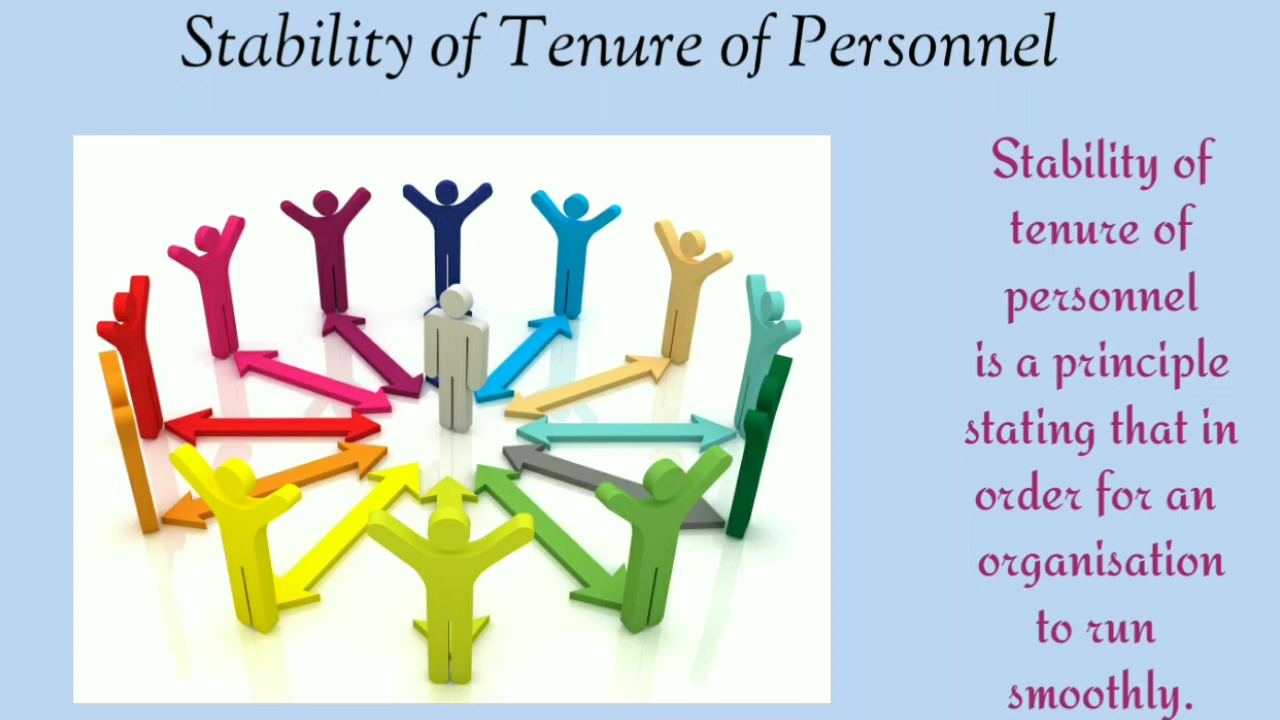 Stability of Tenure of Personnel
Stability of
tenure of
personnel
is a principle
stating that in
order for an
organisation
to run
smoothly.